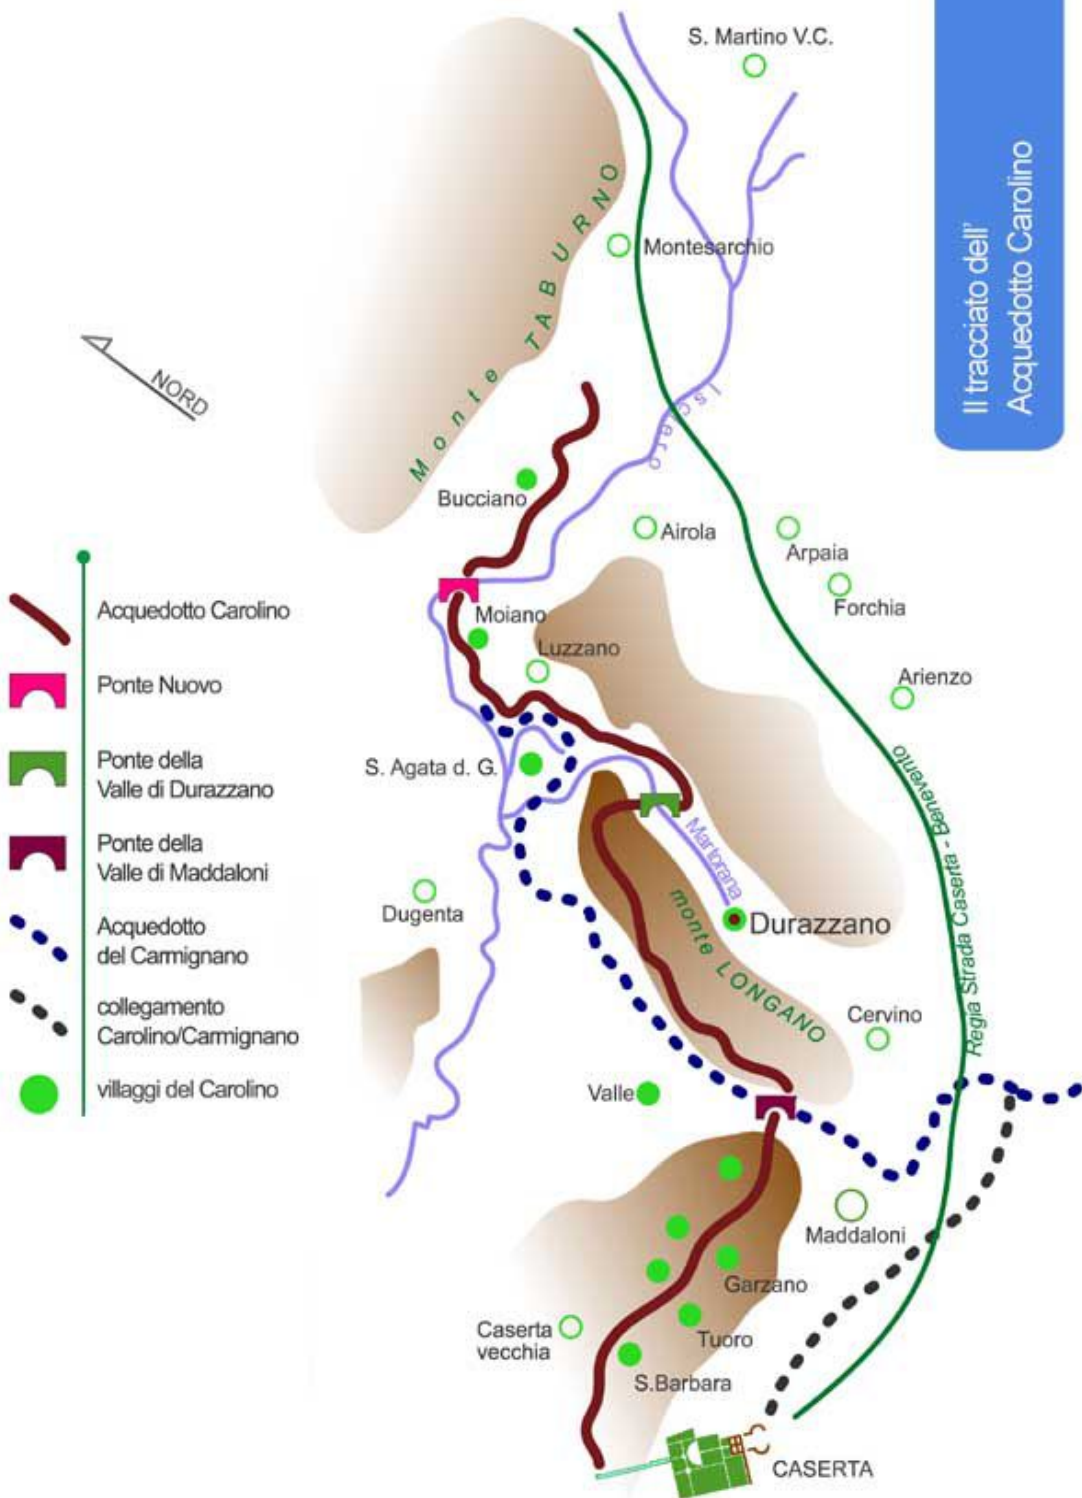 Il tracciato dell'
Acquedotto Carolino
S. Martino V.C.
Montesarchio
Monte TABURNO
NORD
Isclero
Bucciano
Airola
Arpaia
Forchia
Moiano
Luzzano
Arienzo
S. Agata d. G.
Regia Strada Caserta - Benevento
Martorana
Dugenta
Durazzano
monte LONGANO
Cervino
Valle
Maddaloni
Garzano
Caserta
vecchia
Tuoro
S.Barbara
CASERTA
Acquedotto Carolino
Ponte Nuovo
Ponte della
Valle di Durazzano
Ponte della
Valle di Maddaloni
Acquedotto
del Carmignano
collegamento
Carolino/Carmignano
villaggi del Carolino